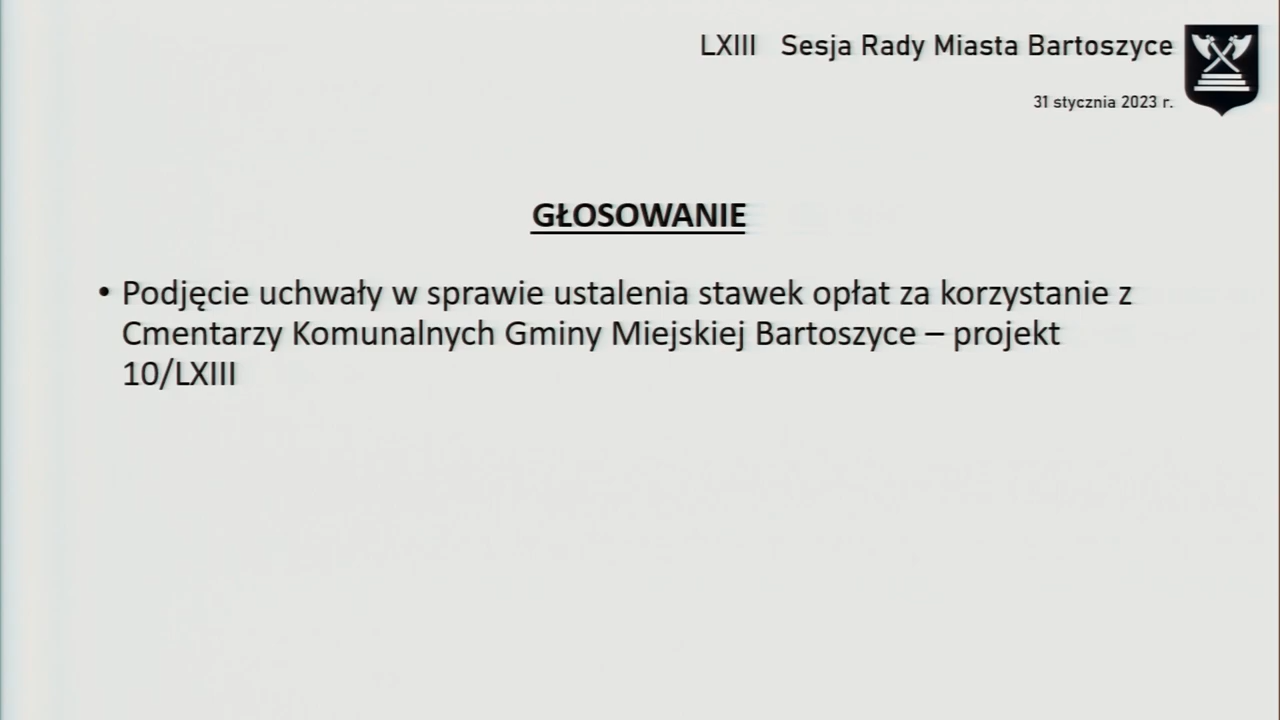 LXIII Sesja Rady Miasta Bartoszyce
31 stycznia 2023 r.
GŁOSOWANIE
• Podjęcie uchwały w sprawie ustalenia stawek opłat za korzystanie z
Cmentarzy Komunalnych Gminy Miejskiej Bartoszyce – projekt
10/LXIII